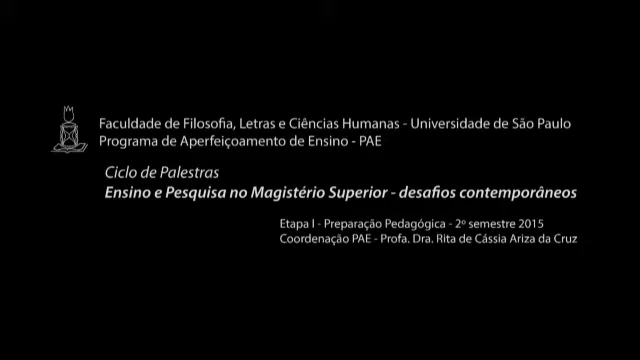 Faculdade de Filosofia, Letras e Ciências Humanas - Universidade de São Paulo
Programa de Aperfeiçoamento de Ensino - PAE
Ciclo de Palestras
Ensino e Pesquisa no Magistério Superior - desafios contemporâneos
Etapa I - Preparação Pedagógica - 2º semestre 2015
Coordenação PAE - Profa. Dra. Rita de Cássia Ariza da Cruz